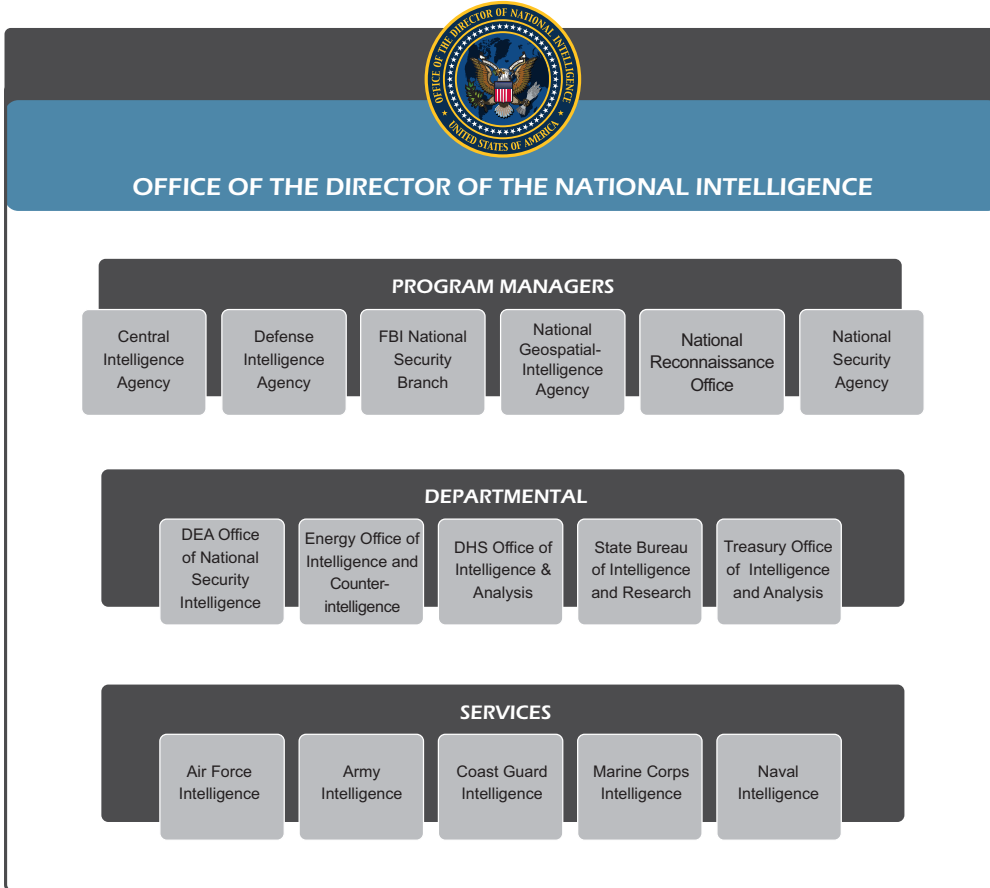 OFFICE OF THE DIRECTOR OF NATIONAL INTELLIGENCE
UNITED STATES OF AMERICA
OFFICE OF THE DIRECTOR OF THE NATIONAL INTELLIGENCE
PROGRAM MANAGERS
Central
Intelligence
Agency
Defense
Intelligence
Agency
FBI National
Security
Branch
National
Geospatial-
Intelligence
Agency
National
Reconnaissance
Office
National
Security
Agency
DEPARTMENTAL
DEA Office
of National
Security
Intelligence
Energy Office of
Intelligence and
Counter-
intelligence
DHS Office of
Intelligence &
Analysis
State Bureau
of Intelligence
and Research
Treasury Office
of Intelligence
and Analysis
SERVICES
Air Force
Intelligence
Army
Intelligence
Coast Guard
Intelligence
Marine Corps
Intelligence
Naval
Intelligence